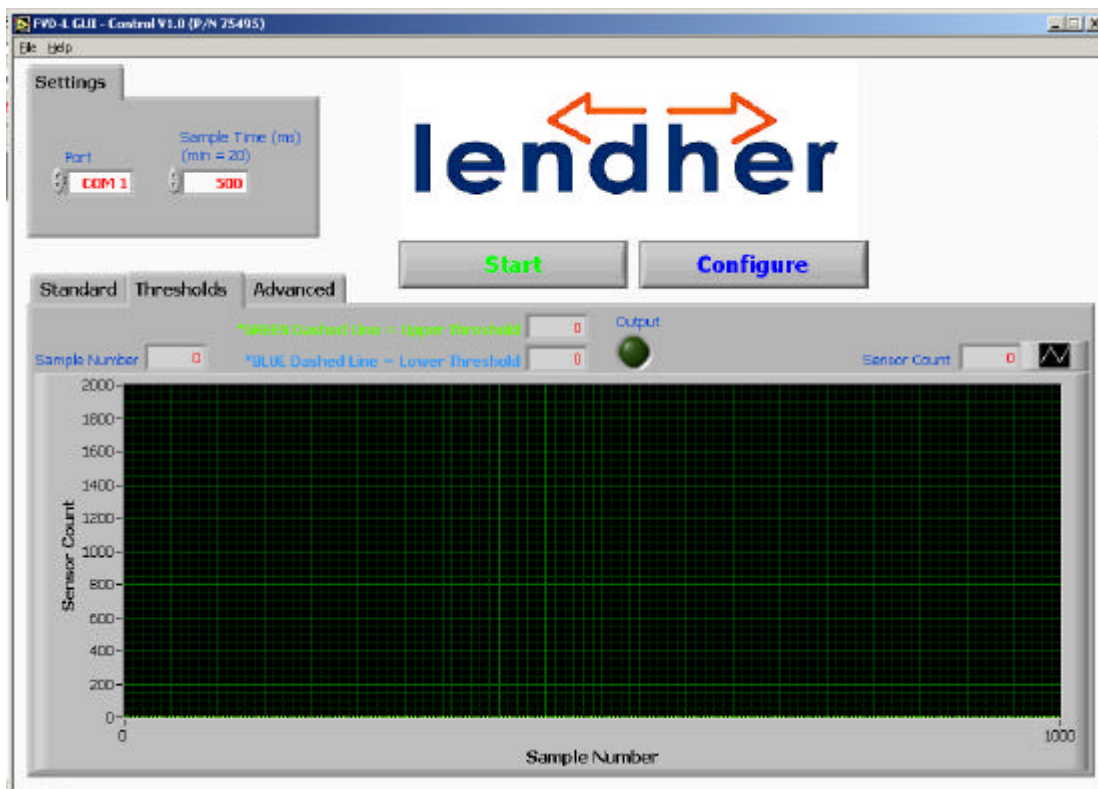 FVD-L GUI - Control V1.0 (P/N 75495)
File Help
Settings
Port
COM 1
Sample Time (ms)
(min = 20)
500
lendher
Start
Configure
Standard Thresholds Advanced
*GREEN Dashed Line = Upper Threshold 0
Output
Sample Number 0
*BLUE Dashed Line = Lower Threshold 0
Sensor Count 0
2000
1800
1600
1400
1200
1000
800
600
400
200
0
Sensor Count
0
1000
Sample Number